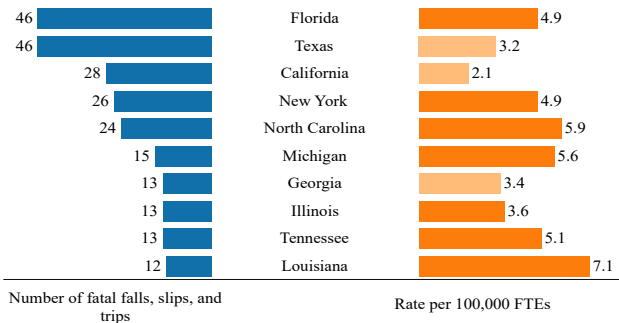 46 Florida 4.9
46 Texas 3.2
28 California 2.1
26 New York 4.9
24 North Carolina 5.9
15 Michigan 5.6
13 Georgia 3.4
13 Illinois 3.6
13 Tennessee 5.1
12 Louisiana 7.1
Number of fatal falls, slips, and
trips
Rate per 100,000 FTEs